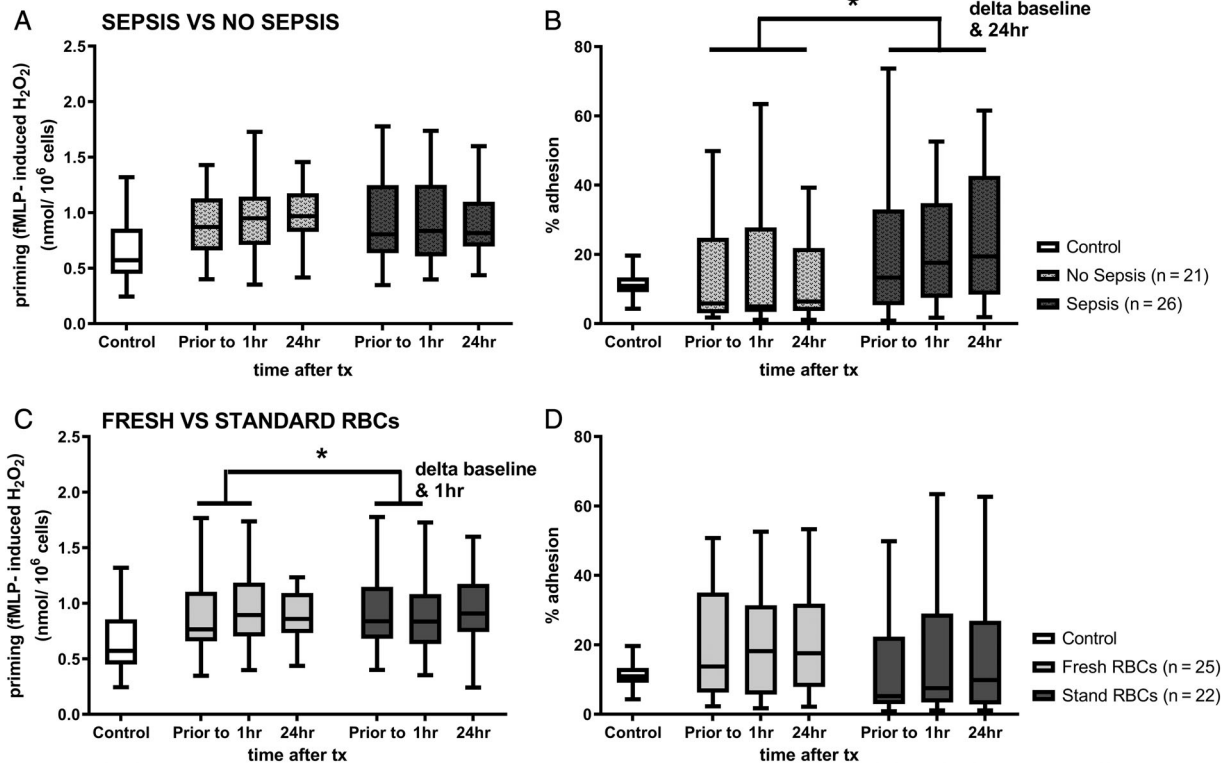 A SEPSIS VS NO SEPSIS
priming (fMLP- induced H₂O₂)
(nmol/ 10⁶ cells)
2.5
2.0
1.5
1.0
0.5
0.0
Control Prior to 1hr 24hr Prior to 1hr 24hr
time after tx
B
*
delta baseline
& 24hr
% adhesion
80
60
40
20
0
Control Prior to 1hr 24hr Prior to 1hr 24hr
time after tx
Control
No Sepsis (n = 21)
Sepsis (n = 26)
C FRESH VS STANDARD RBCs
priming (fMLP- induced H₂O₂)
(nmol/ 10⁶ cells)
2.5
2.0
1.5
1.0
0.5
0.0
*
delta baseline
& 1hr
Control Prior to 1hr 24hr Prior to 1hr 24hr
time after tx
D
% adhesion
80
60
40
20
0
Control Prior to 1hr 24hr Prior to 1hr 24hr
time after tx
Control
Fresh RBCs (n = 25)
Stand RBCs (n = 22)